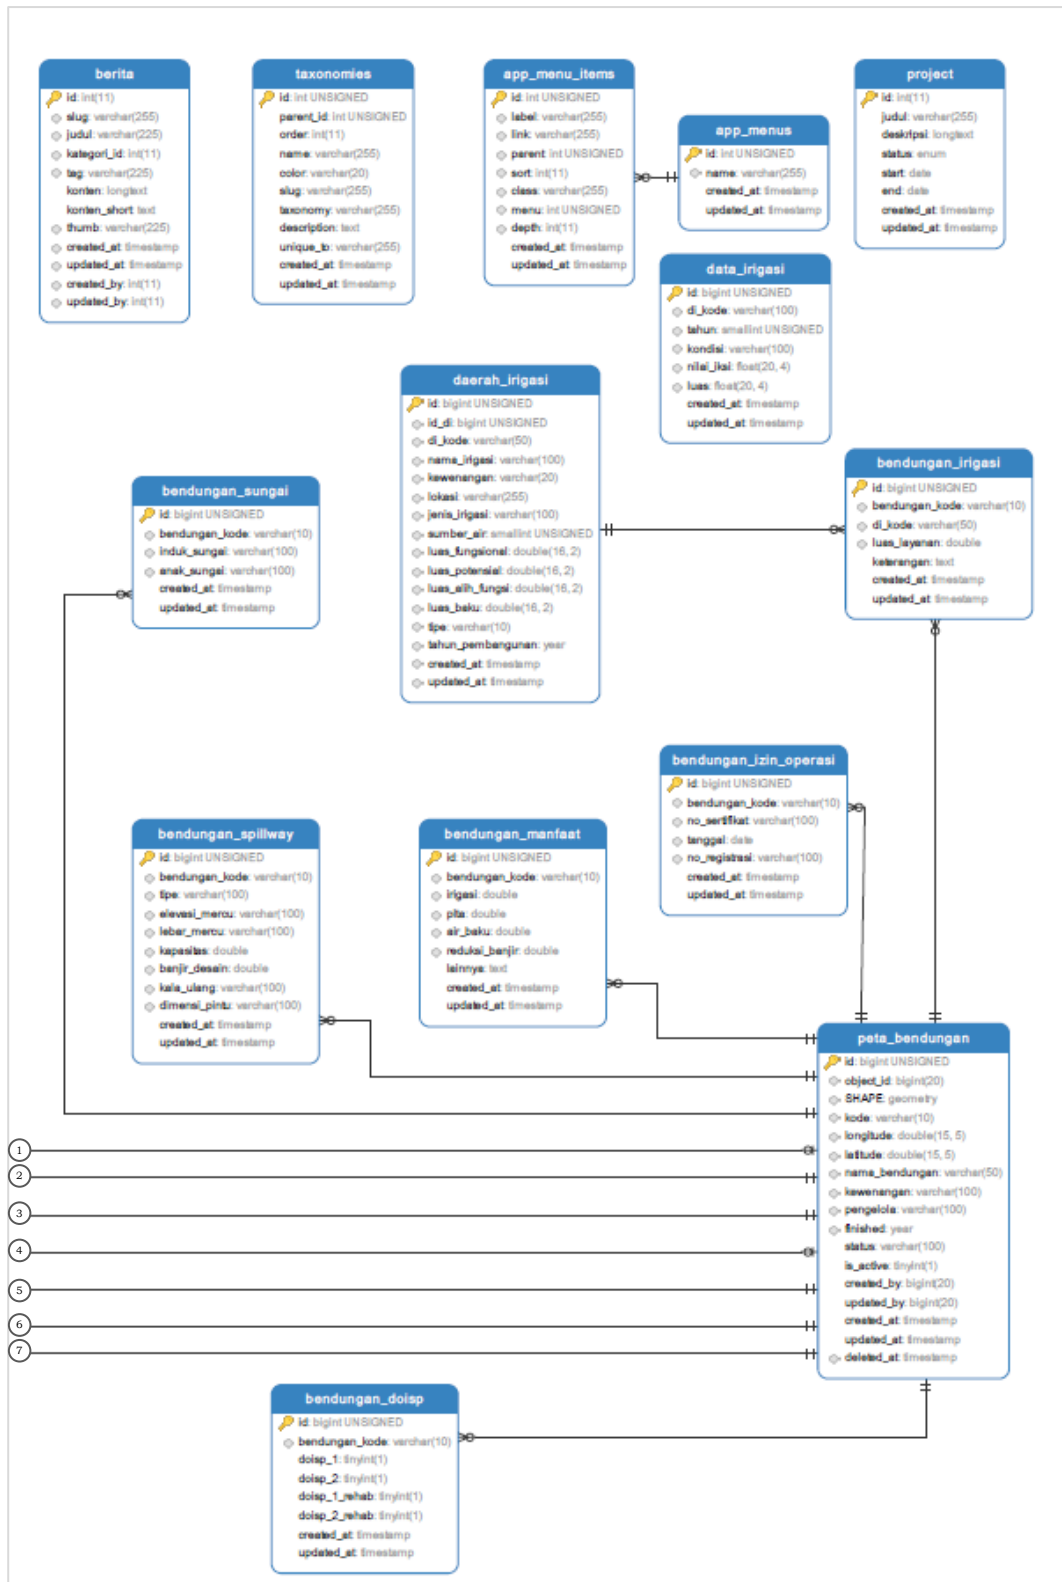 berita
id: int(11)
slug: varchar(255)
judul: varchar(225)
kategori_id: int(11)
tag: varchar(225)
konten: longtext
konten_short: text
thumb: varchar(225)
created_at: timestamp
updated_at: timestamp
created_by: int(11)
updated_by: int(11)
taxonomies
id: int UNSIGNED
parent_id: int UNSIGNED
order: int(11)
name: varchar(255)
color: varchar(20)
slug: varchar(255)
taxonomy: varchar(255)
description: text
unique_to: varchar(255)
created_at: timestamp
updated_at: timestamp
app_menu_items
id: int UNSIGNED
label: varchar(255)
link: varchar(255)
parent: int UNSIGNED
sort: int(11)
class: varchar(255)
menu: int UNSIGNED
depth: int(11)
created_at: timestamp
updated_at: timestamp
app_menus
id: int UNSIGNED
name: varchar(255)
created_at: timestamp
updated_at: timestamp
project
id: int(11)
judul: varchar(255)
deskripsi: longtext
status: enum
start: date
end: date
created_at: timestamp
updated_at: timestamp
data_irigasi
id: bigint UNSIGNED
di_kode: varchar(100)
tahun: smallint UNSIGNED
kondisi: varchar(100)
nilai_iksi: float(20, 4)
luas: float(20, 4)
created_at: timestamp
updated_at: timestamp
daerah_irigasi
id: bigint UNSIGNED
id_di: bigint UNSIGNED
di_kode: varchar(50)
nama_irigasi: varchar(100)
kewenangan: varchar(20)
lokasi: varchar(255)
jenis_irigasi: varchar(100)
sumber_air: smallint UNSIGNED
luas_fungsional: double(16, 2)
luas_potensial: double(16, 2)
luas_alih_fungsi: double(16, 2)
luas_baku: double(16, 2)
tipe: varchar(10)
tahun_pembangunan: year
created_at: timestamp
updated_at: timestamp
bendungan_irigasi
id: bigint UNSIGNED
bendungan_kode: varchar(10)
di_kode: varchar(50)
luas_layanan: double
keterangan: text
created_at: timestamp
updated_at: timestamp
bendungan_sungai
id: bigint UNSIGNED
bendungan_kode: varchar(10)
induk_sungai: varchar(100)
anak_sungai: varchar(100)
created_at: timestamp
updated_at: timestamp
bendungan_izin_operasi
id: bigint UNSIGNED
bendungan_kode: varchar(10)
no_sertifikat: varchar(100)
tanggal: date
no_registrasi: varchar(100)
created_at: timestamp
updated_at: timestamp
bendungan_spillway
id: bigint UNSIGNED
bendungan_kode: varchar(10)
tipe: varchar(100)
elevasi_mercu: varchar(100)
lebar_mercu: varchar(100)
kapasitas: double
banjir_desain: double
kala_ulang: varchar(100)
dimensi_pintu: varchar(100)
created_at: timestamp
updated_at: timestamp
bendungan_manfaat
id: bigint UNSIGNED
bendungan_kode: varchar(10)
irigasi: double
plta: double
air_baku: double
reduksi_banjir: double
lainnya: text
created_at: timestamp
updated_at: timestamp
peta_bendungan
id: bigint UNSIGNED
object_id: bigint(20)
SHAPE: geometry
kode: varchar(10)
longitude: double(15, 5)
latitude: double(15, 5)
nama_bendungan: varchar(50)
kewenangan: varchar(100)
pengelola: varchar(100)
finished: year
status: varchar(100)
is_active: tinyint(1)
created_by: bigint(20)
updated_by: bigint(20)
created_at: timestamp
updated_at: timestamp
deleted_at: timestamp
1
2
3
4
5
6
7
bendungan_doisp
id: bigint UNSIGNED
bendungan_kode: varchar(10)
doisp_1: tinyint(1)
doisp_2: tinyint(1)
doisp_1_rehab: tinyint(1)
doisp_2_rehab: tinyint(1)
created_at: timestamp
updated_at: timestamp